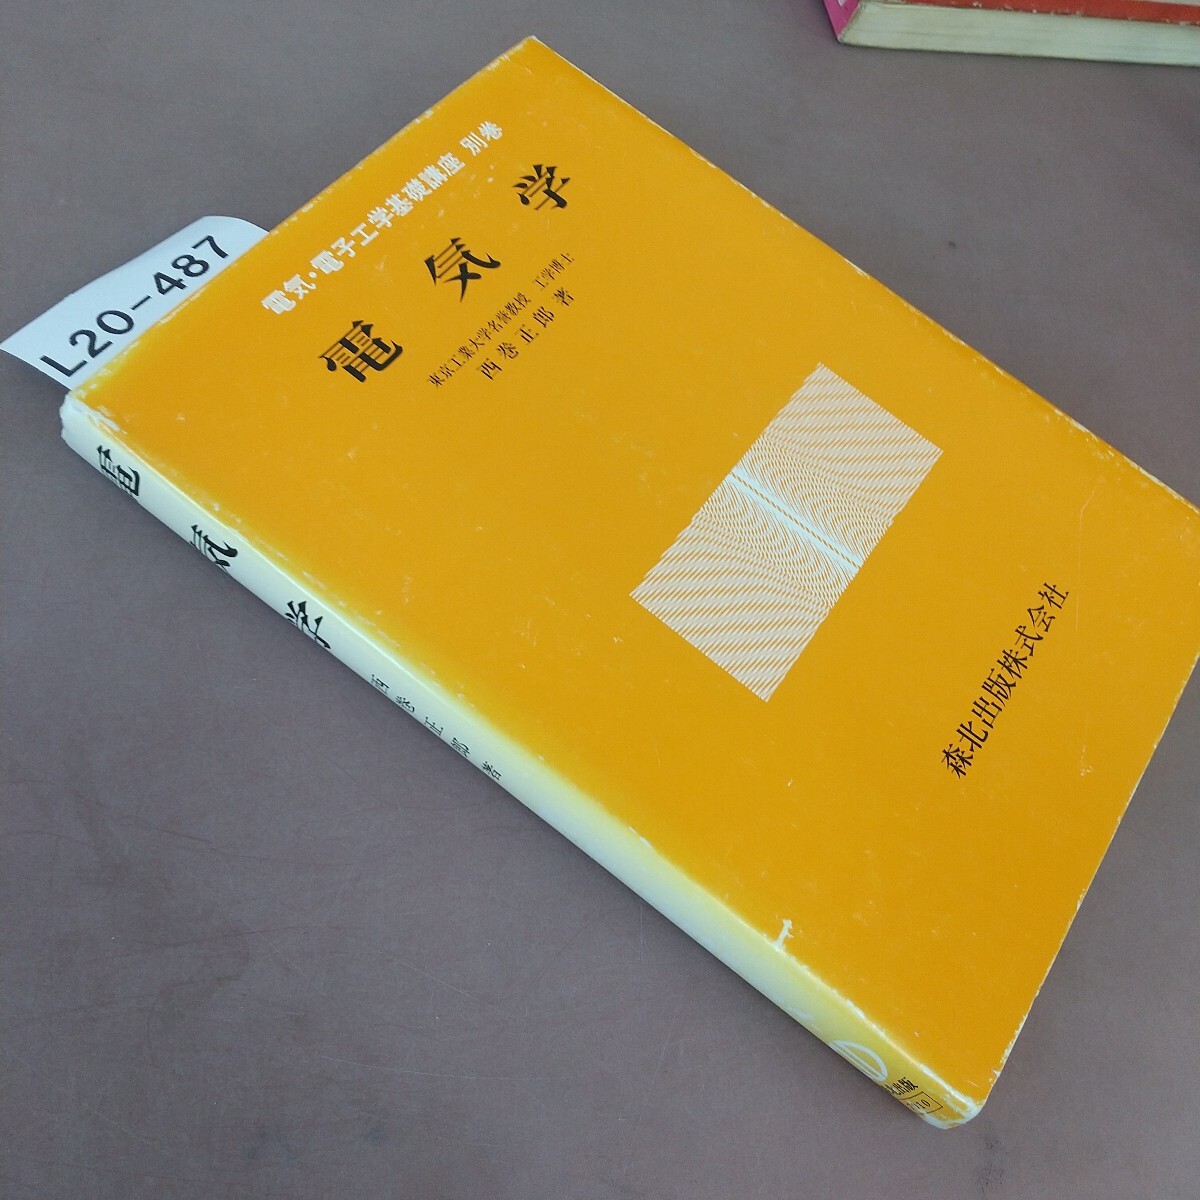 電気・電子工学基礎講座 別巻
電気学
東京工業大学名誉教授 工学博士
西巻正郎著
森北出版株式会社
L20-487
電気学
西巻正郎著
出版